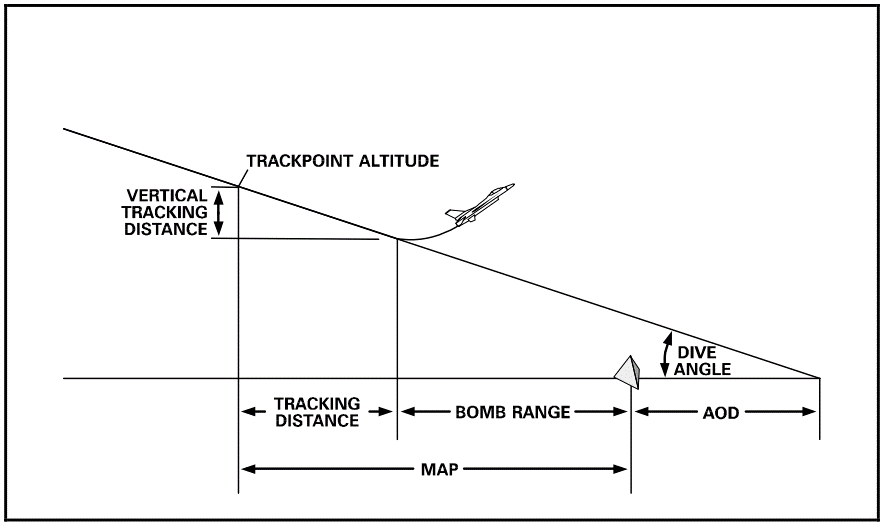 TRACKPOINT ALTITUDE
VERTICAL
TRACKING
DISTANCE
DIVE
ANGLE
TRACKING
DISTANCE
BOMB RANGE
AOD
MAP